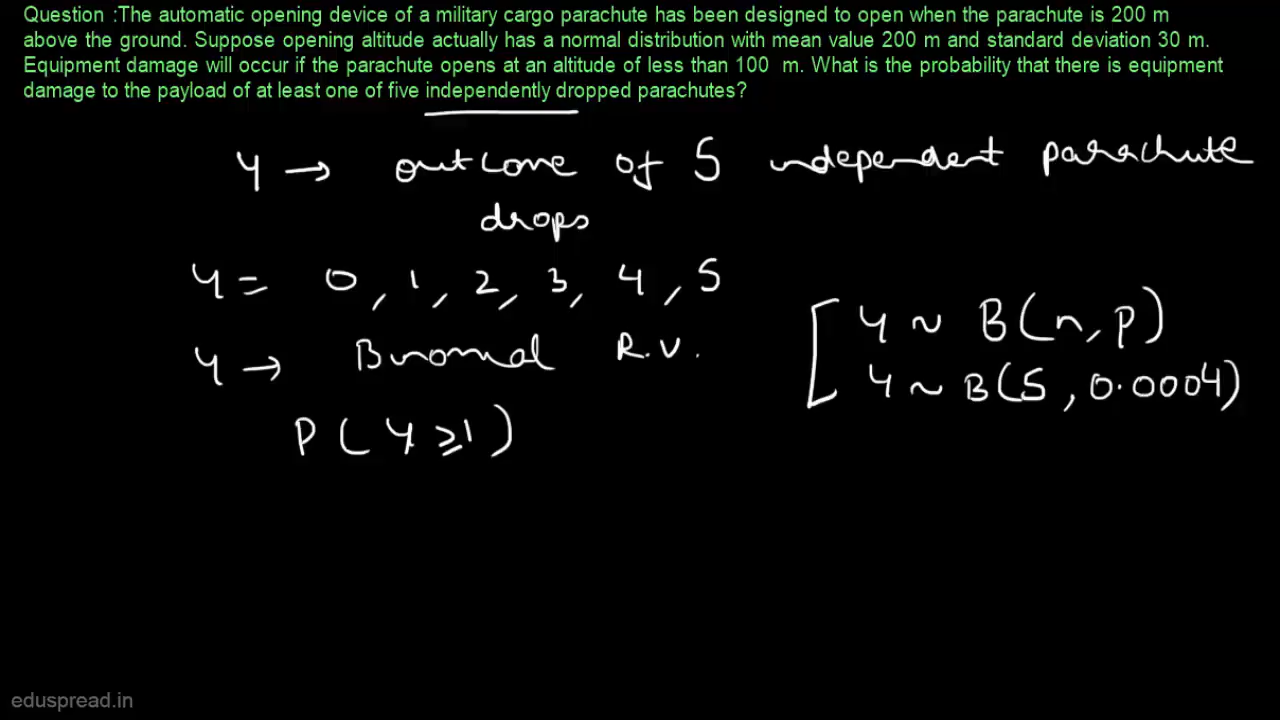 Question :The automatic opening device of a military cargo parachute has been designed to open when the parachute is 200 m
above the ground. Suppose opening altitude actually has a normal distribution with mean value 200 m and standard deviation 30 m.
Equipment damage will occur if the parachute opens at an altitude of less than 100 m. What is the probability that there is equipment
damage to the payload of at least one of five independently dropped parachutes?
Y → outcome of 5 independent parachute
drops
Y = 0, 1, 2, 3, 4, 5
Y → Binomial R.V.
[ Y ~ B(n, p)
Y ~ B(5, 0.0004)
P(Y ≥ 1)
eduspread.in